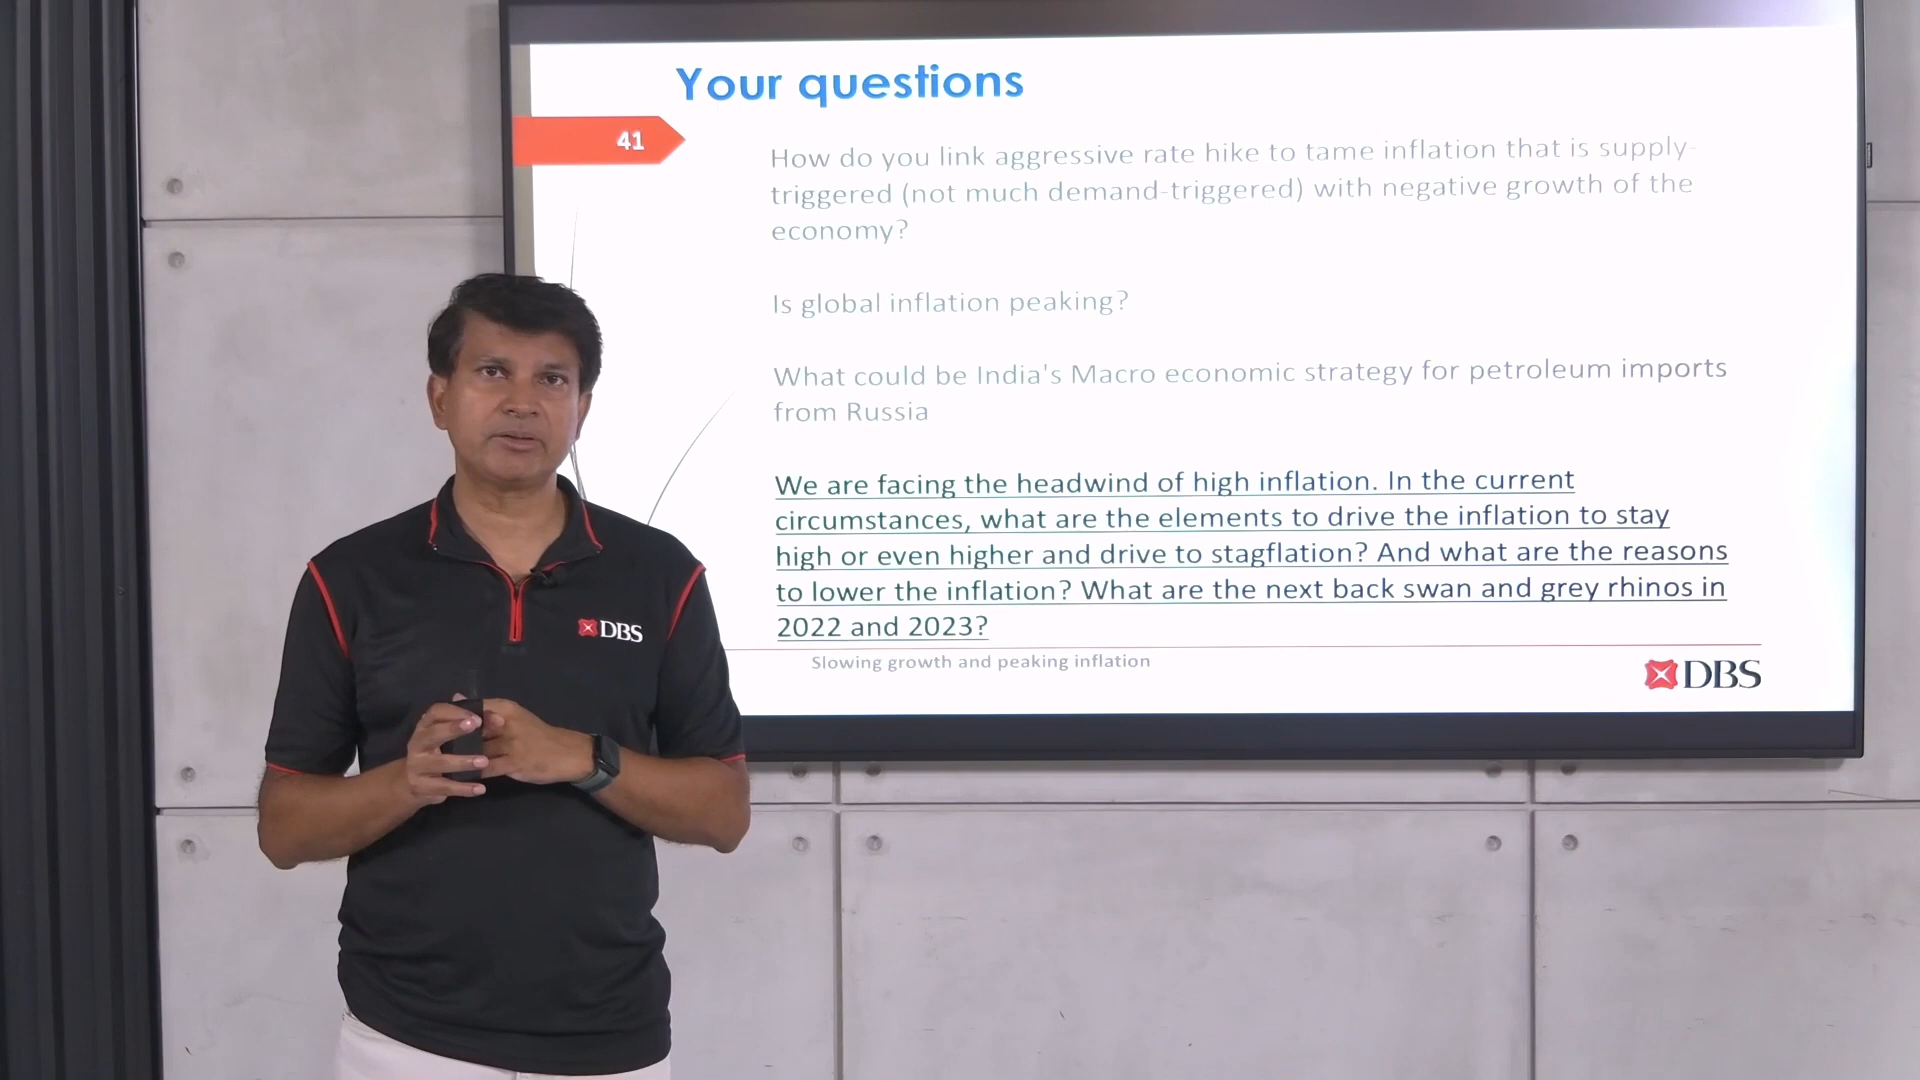 Your questions
41
How do you link aggressive rate hike to tame inflation that is supply-
triggered (not much demand-triggered) with negative growth of the
economy?
Is global inflation peaking?
What could be India's Macro economic strategy for petroleum imports
from Russia
We are facing the headwind of high inflation. In the current
circumstances, what are the elements to drive the inflation to stay
high or even higher and drive to stagflation? And what are the reasons
to lower the inflation? What are the next back swan and grey rhinos in
2022 and 2023?
Slowing growth and peaking inflation
DBS
DBS